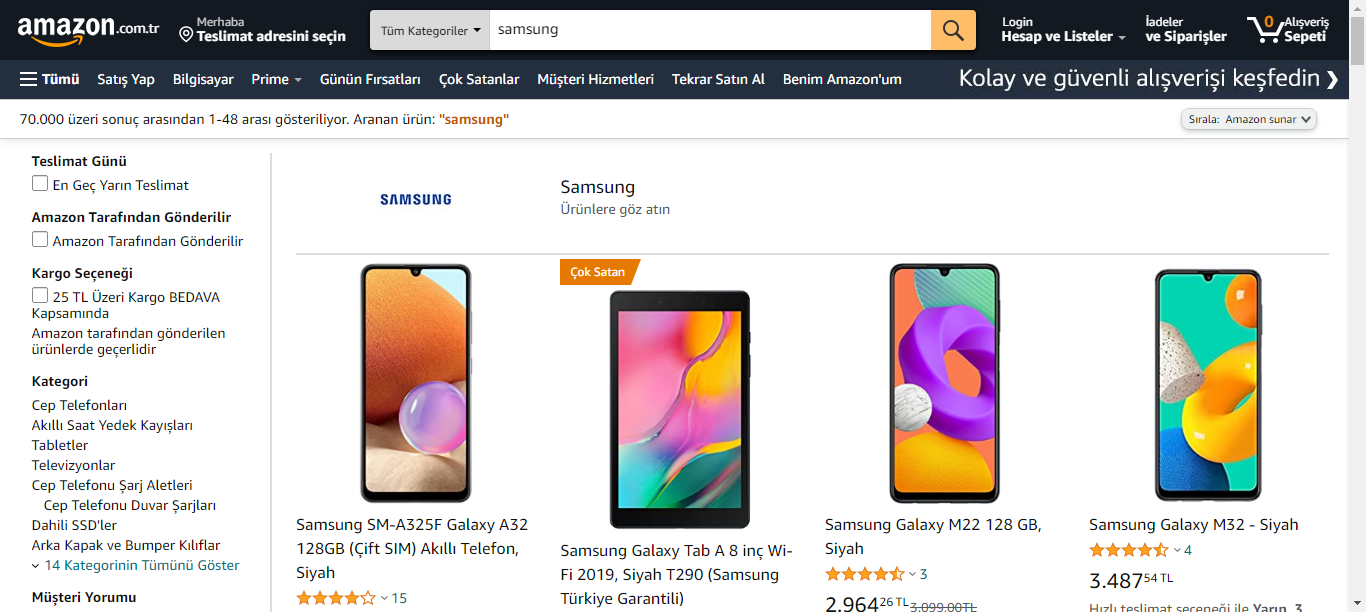 amazon.com.tr
Merhaba
Teslimat adresini seçin
Tüm Kategoriler
samsung
Login
Hesap ve Listeler
İadeler
ve Siparişler
0
Alışveriş
Sepeti
Tümü
Satış Yap
Bilgisayar
Prime
Günün Fırsatları
Çok Satanlar
Müşteri Hizmetleri
Tekrar Satın Al
Benim Amazon'um
Kolay ve güvenli alışverişi keşfedin
70.000 üzeri sonuç arasından 1-48 arası gösteriliyor. Aranan ürün: "samsung"
Sırala: Amazon sunar
Teslimat Günü
En Geç Yarın Teslimat
Amazon Tarafından Gönderilir
Amazon Tarafından Gönderilir
Kargo Seçeneği
25 TL Üzeri Kargo BEDAVA
Kapsamında
Amazon tarafından gönderilen
ürünlerde geçerlidir
Kategori
Cep Telefonları
Akıllı Saat Yedek Kayışları
Tabletler
Televizyonlar
Cep Telefonu Şarj Aletleri
Cep Telefonu Duvar Şarjları
Dahili SSD'ler
Arka Kapak ve Bumper Kılıflar
14 Kategorinin Tümünü Göster
Müşteri Yorumu
SAMSUNG
Samsung
Ürünlere göz atın
Samsung SM-A325F Galaxy A32
128GB (Çift SIM) Akıllı Telefon,
Siyah
15
Çok Satan
Samsung Galaxy Tab A 8 inç Wi-
Fi 2019, Siyah T290 (Samsung
Türkiye Garantili)
Samsung Galaxy M22 128 GB,
Siyah
3
2.964,26 TL 3.099,00TL
Samsung Galaxy M32 - Siyah
4
3.487,54 TL
Hızlı teslimat seçeneği ile Yarın, 3